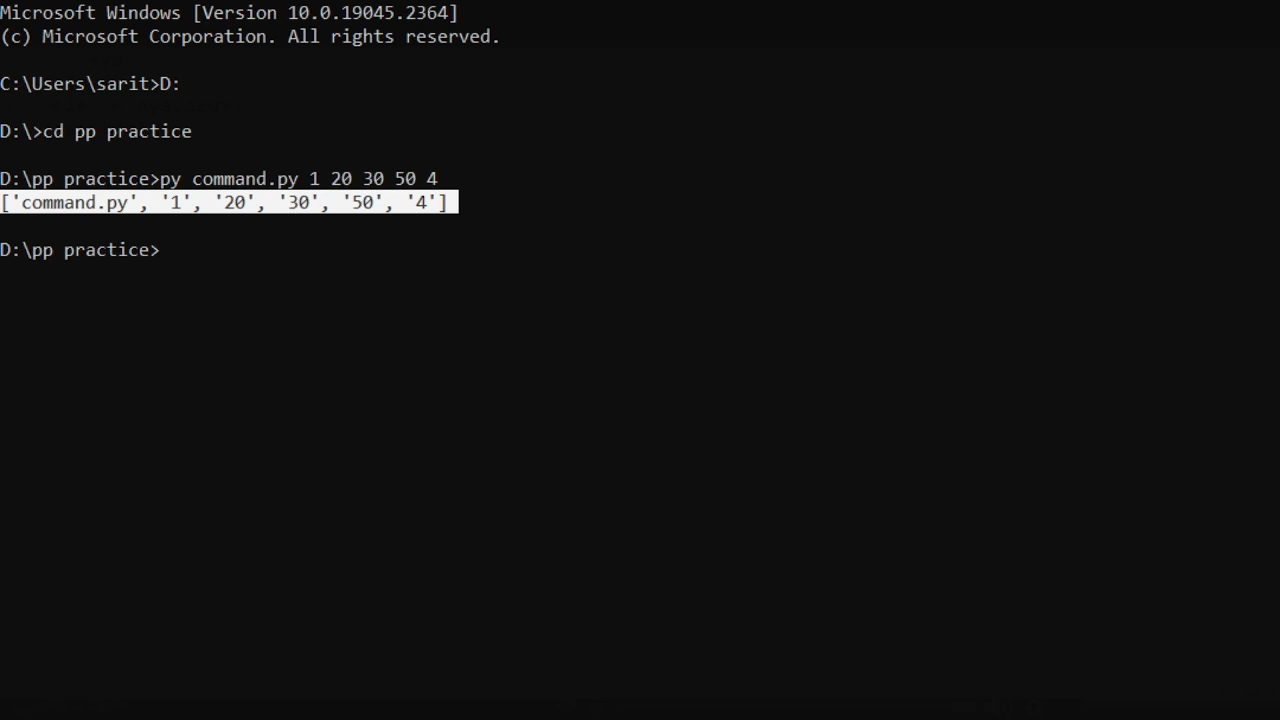 Microsoft Windows [Version 10.0.19045.2364]
(c) Microsoft Corporation. All rights reserved.
C:\Users\sarit>D:
D:\>cd pp practice
D:\pp practice>py command.py 1 20 30 50 4
['command.py', '1', '20', '30', '50', '4']
D:\pp practice>